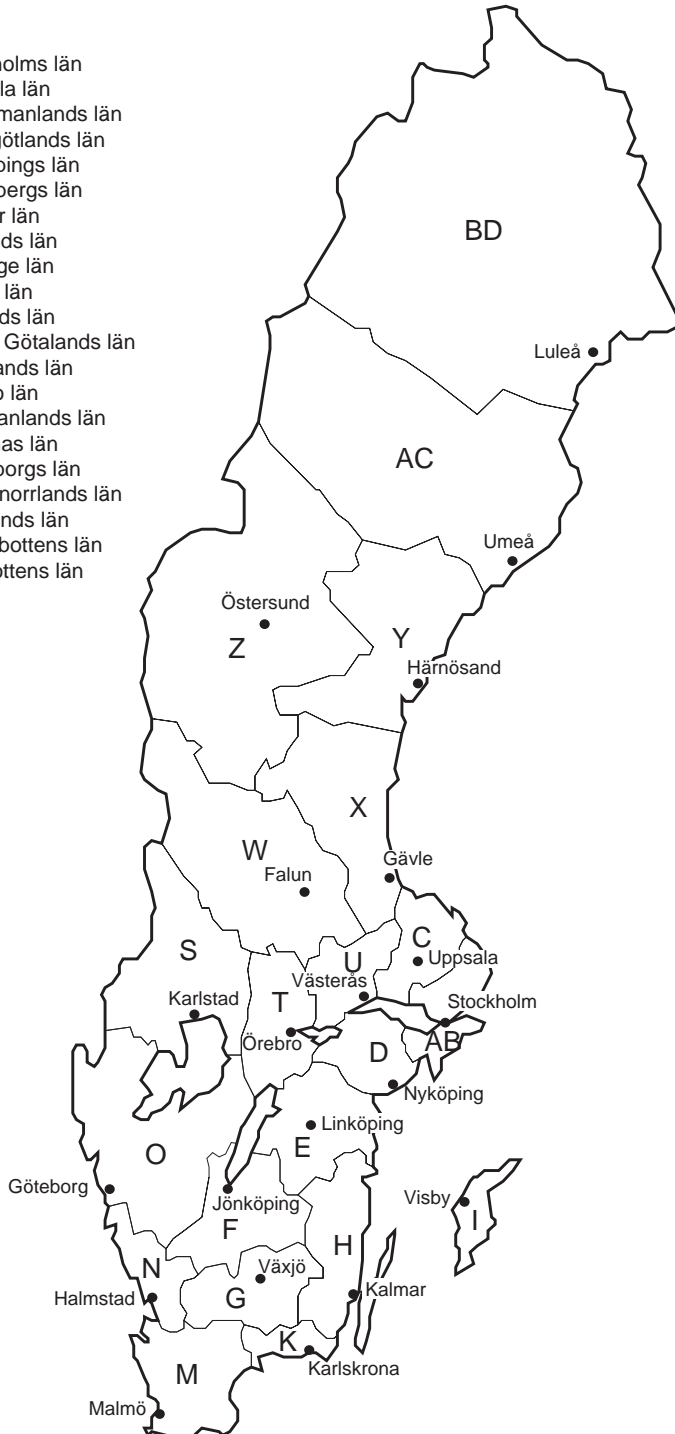 holms län
la län
manlands län
götlands län
pings län
bergs län
r län
ds län
ge län
län
ds län
Götalands län
ands län
o län
anlands län
as län
borgs län
norrlands län
nds län
bottens län
ottens län
BD
Luleå
AC
Umeå
Östersund
Z
Y
Härnösand
X
W
Falun
Gävle
S
U
C
Uppsala
Västerås
Karlstad
T
Stockholm
Örebro
D
AB
Nyköping
Linköping
E
O
Göteborg
Jönköping
F
Visby
I
H
N
Växjö
G
Halmstad
Kalmar
K
Karlskrona
M
Malmö